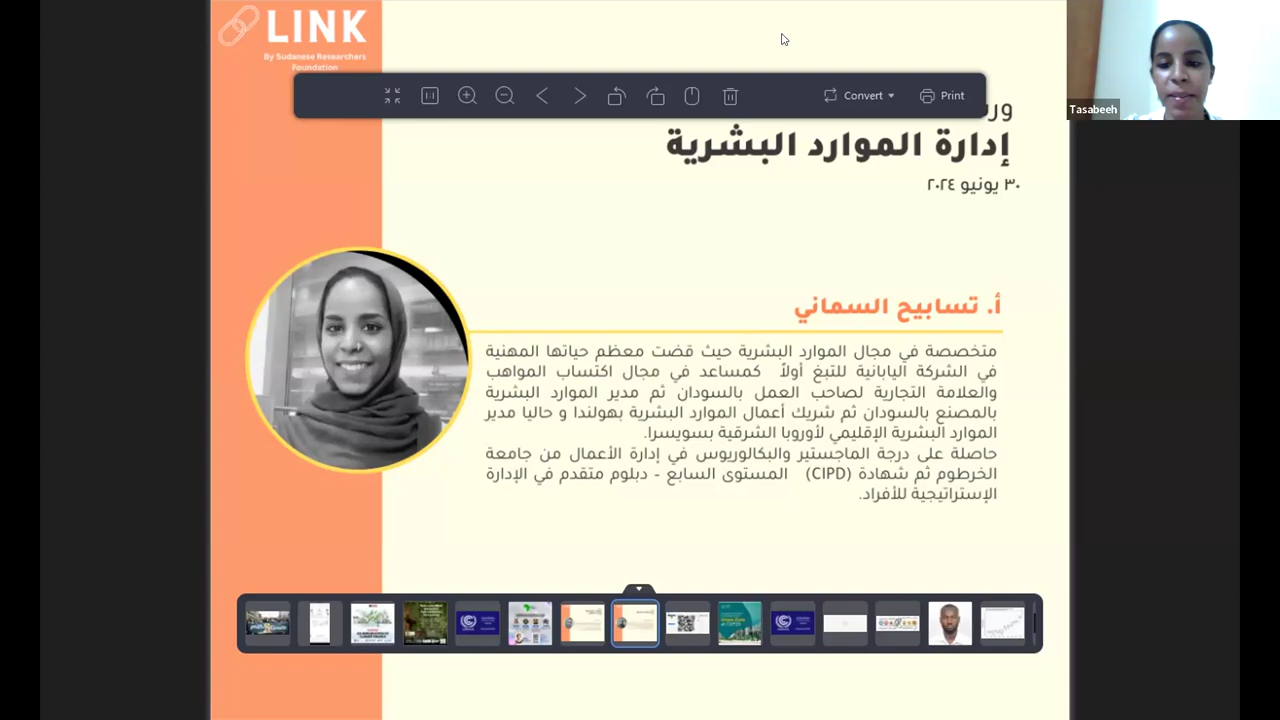 LINK
By Sudanese Researchers
Foundation
Convert
Print
Tasabeeh
إدارة الموارد البشرية
٣٠ يونيو ٢٠٢٤
أ. تسابيح السماني
متخصصة في مجال الموارد البشرية حيث قضت معظم حياتها المهنية
في الشركة اليابانية للتبغ أولاً كمساعد في مجال اكتساب المواهب
والعلامة التجارية لصاحب العمل بالسودان ثم مدير الموارد البشرية
بالمصنع بالسودان ثم شريك أعمال الموارد البشرية بهولندا و حاليا مدير
الموارد البشرية الإقليمي لأوروبا الشرقية بسويسرا.
حاصلة على درجة الماجستير والبكالوريوس في إدارة الأعمال من جامعة
الخرطوم ثم شهادة (CIPD) المستوى السابع – دبلوم متقدم في الإدارة
الإستراتيجية للأفراد.